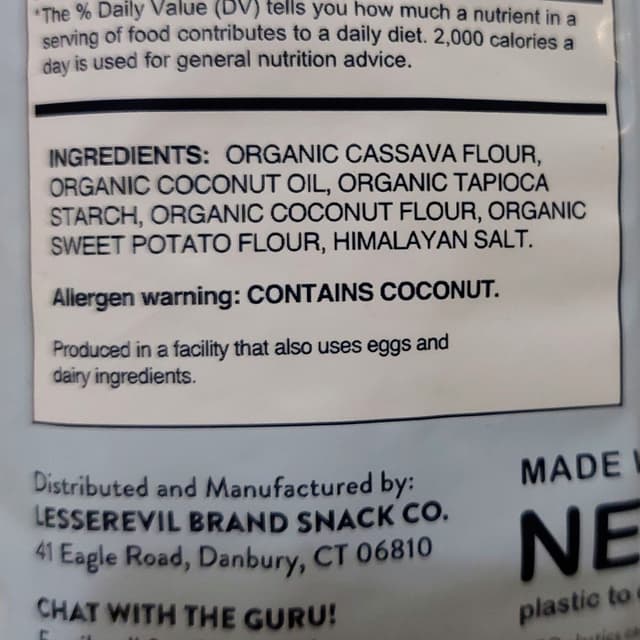 *The % Daily Value (DV) tells you how much a nutrient in a
serving of food contributes to a daily diet. 2,000 calories a
day is used for general nutrition advice.
INGREDIENTS: ORGANIC CASSAVA FLOUR,
ORGANIC COCONUT OIL, ORGANIC TAPIOCA
STARCH, ORGANIC COCONUT FLOUR, ORGANIC
SWEET POTATO FLOUR, HIMALAYAN SALT.
Allergen warning: CONTAINS COCONUT.
Produced in a facility that also uses eggs and
dairy ingredients.
Distributed and Manufactured by:
LESSEREVIL BRAND SNACK CO.
41 Eagle Road, Danbury, CT 06810
CHAT WITH THE GURU!
MADE
NE
plastic to